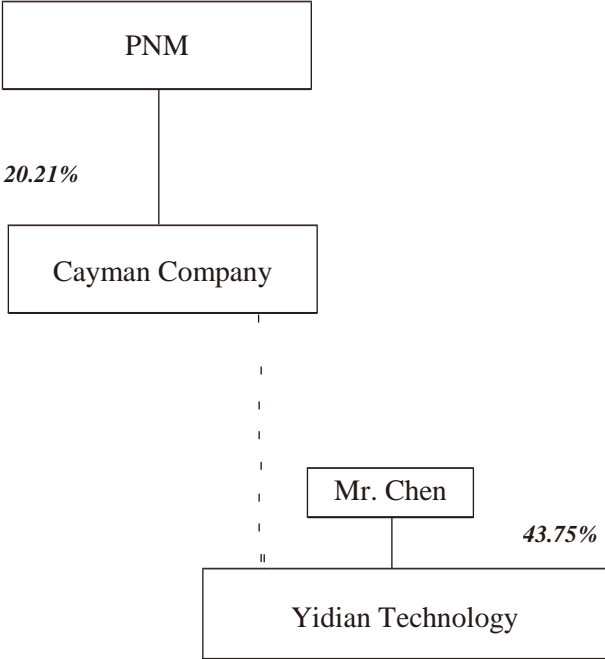 PNM
20.21%
Cayman Company
Mr. Chen
43.75%
Yidian Technology